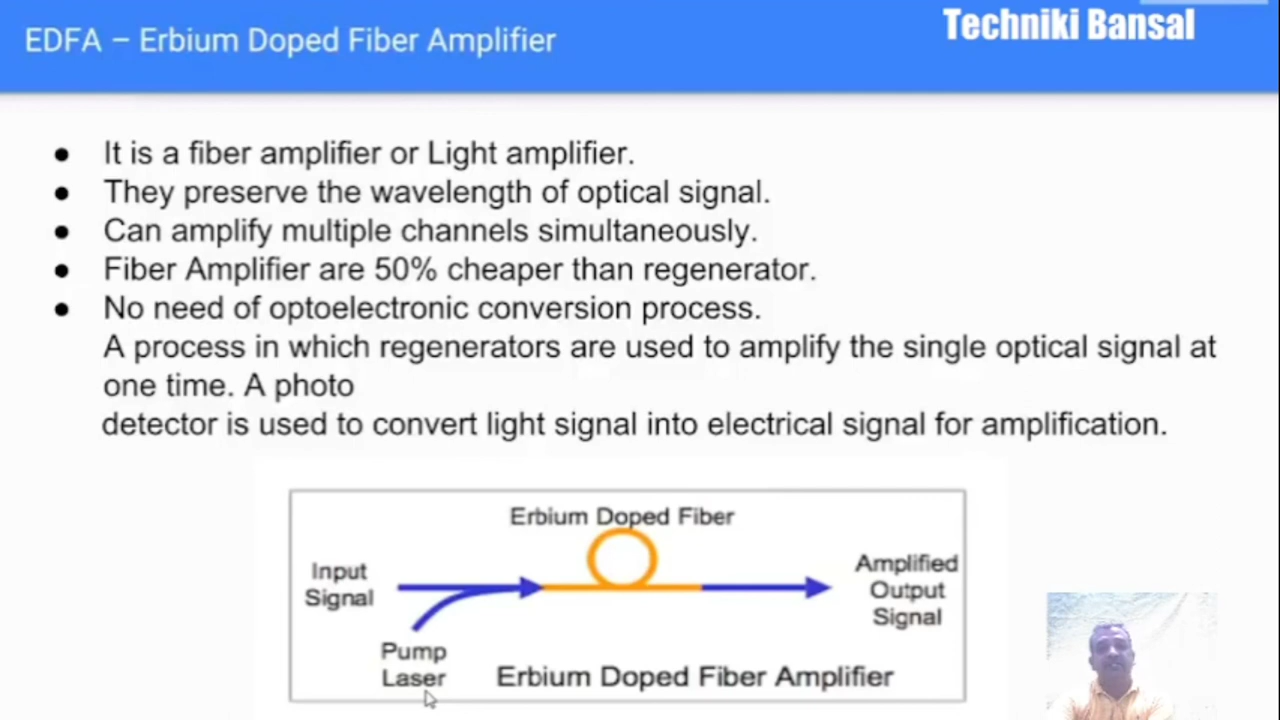 EDFA – Erbium Doped Fiber Amplifier
Techniki Bansal
● It is a fiber amplifier or Light amplifier.
● They preserve the wavelength of optical signal.
● Can amplify multiple channels simultaneously.
● Fiber Amplifier are 50% cheaper than regenerator.
● No need of optoelectronic conversion process.
A process in which regenerators are used to amplify the single optical signal at
one time. A photo
detector is used to convert light signal into electrical signal for amplification.
Erbium Doped Fiber
Input
Signal
Amplified
Output
Signal
Pump
Laser
Erbium Doped Fiber Amplifier